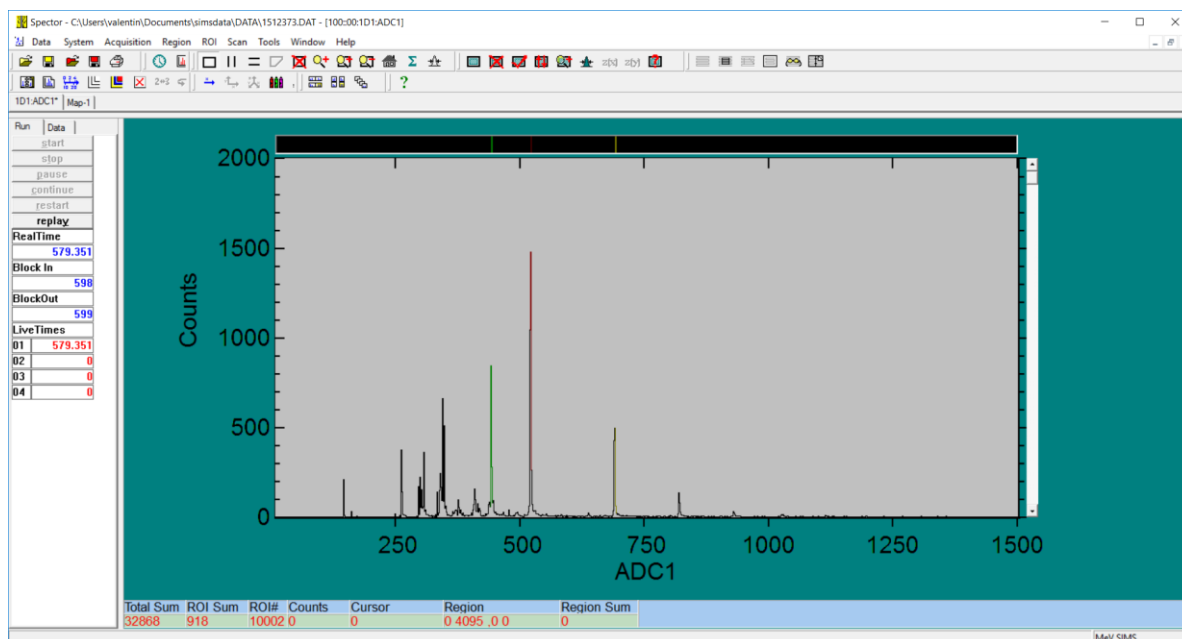 Spector - C:\Users\valentin\Documents\simsdata\DATA\1512373.DAT - [100::00:1D1:ADC1]
Data System Acquisition Region ROI Scan Tools Window Help
1D1:ADC1* Map-1
Run Data
start
stop
pause
continue
restart
replay
RealTime
579.351
Block In
598
BlockOut
599
LiveTimes
01 579.351
02 0
03 0
04 0
2000
1500
1000
500
0
Counts
250 500 750 1000 1250 1500
ADC1
Total Sum ROI Sum ROI# Counts Cursor Region Region Sum
32868 918 10002 0 0 0 4095 ,0 0 0
MeV SIMS